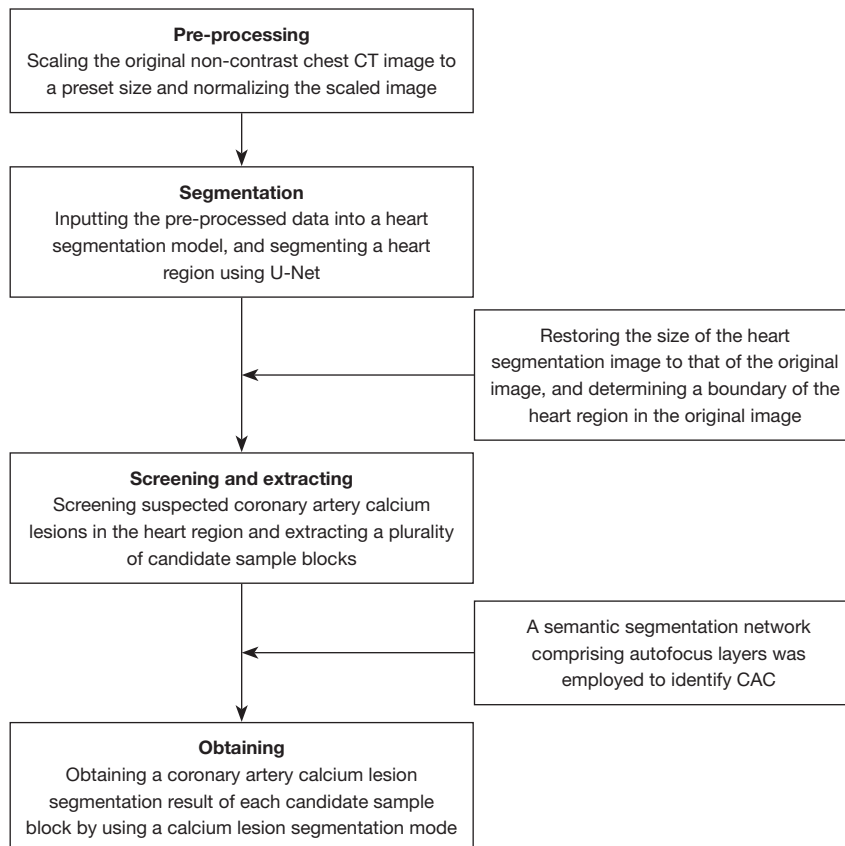 Pre-processing
Scaling the original non-contrast chest CT image to
a preset size and normalizing the scaled image
Segmentation
Inputting the pre-processed data into a heart
segmentation model, and segmenting a heart
region using U-Net
Restoring the size of the heart
segmentation image to that of the original
image, and determining a boundary of the
heart region in the original image
Screening and extracting
Screening suspected coronary artery calcium
lesions in the heart region and extracting a plurality
of candidate sample blocks
A semantic segmentation network
comprising autofocus layers was
employed to identify CAC
Obtaining
Obtaining a coronary artery calcium lesion
segmentation result of each candidate sample
block by using a calcium lesion segmentation mode